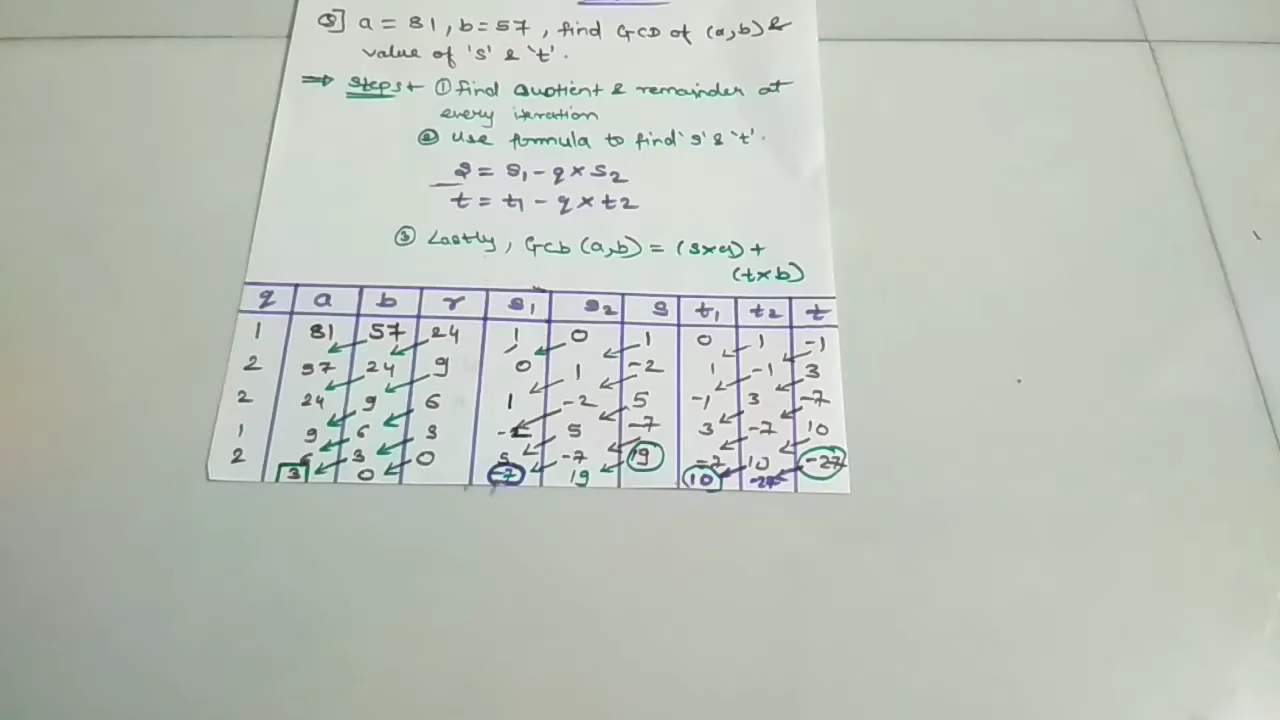 Q] a = 81, b = 57, find GCD of (a,b) &
value of 's' & 't'.
⇒ Steps:- ① find Quotient & remainder at
every iteration
② Use formula to find 's' & 't'.
s = s1 - q × s2
t = t1 - q × t2
③ Lastly, GCD (a,b) = (s×a) +
(t×b)
q a b r s1 s2 s t1 t2 t
1 81 57 24 1 0 1 0 1 -1
2 57 24 9 0 1 -2 1 -1 3
2 24 9 6 1 -2 5 -1 3 -7
1 9 6 3 -2 5 -7 3 -7 10
2 6 3 0 5 -7 19 -7 10 -27
3 0 -7 19 10 -27